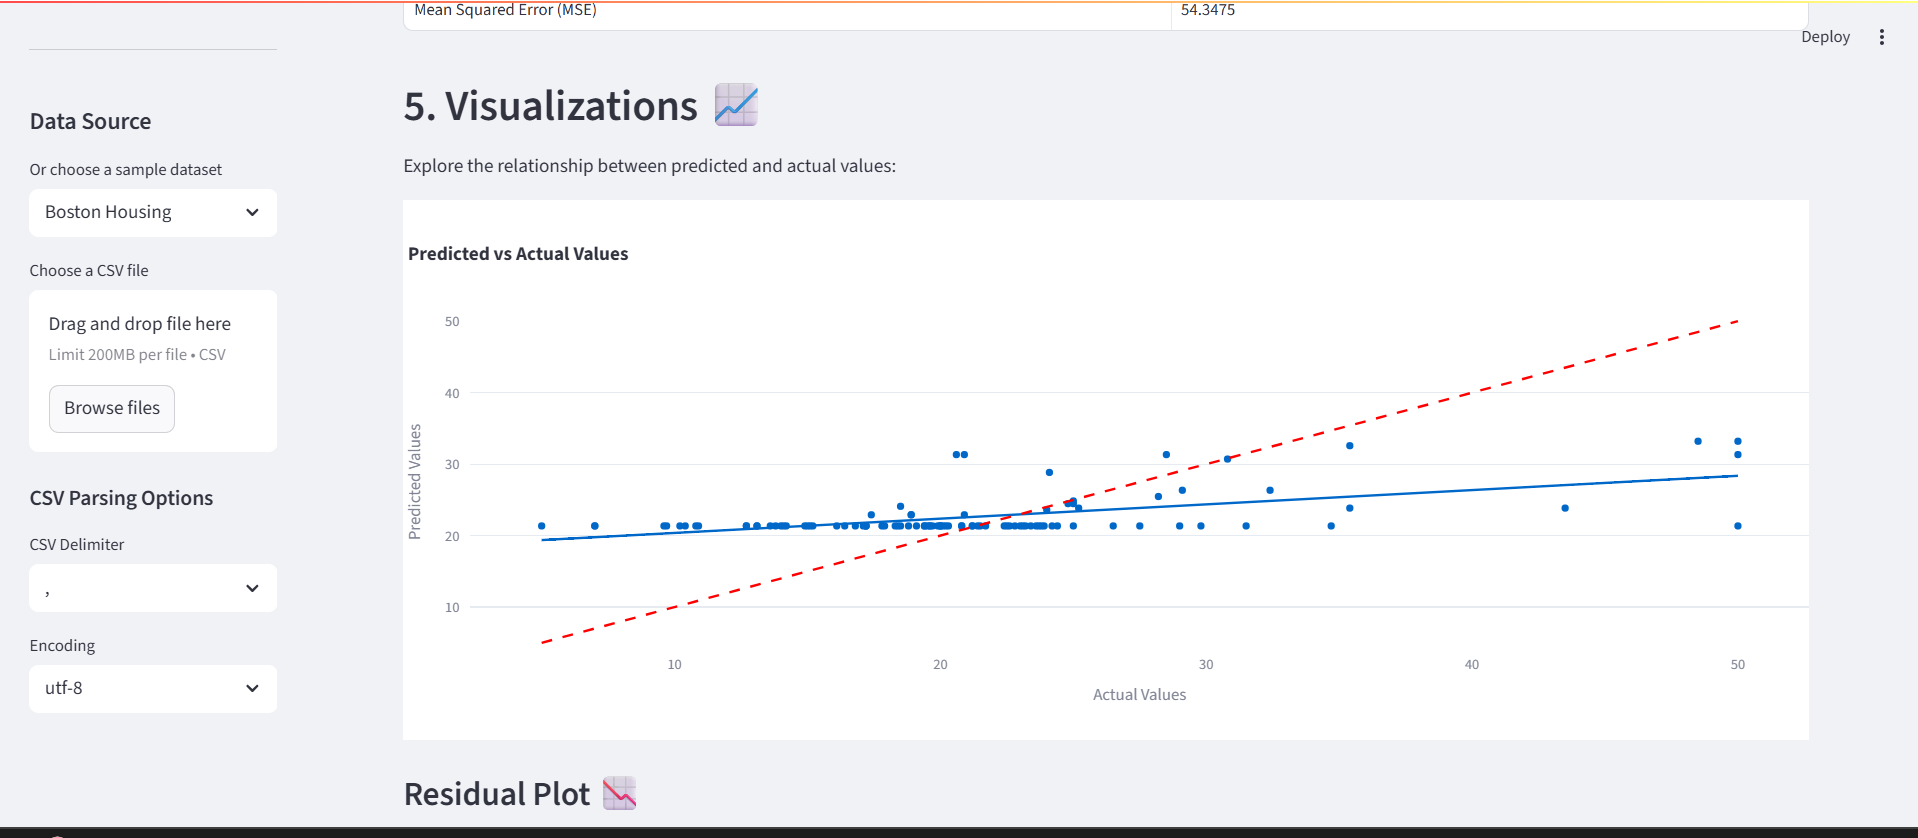 Mean Squared Error (MSE) 54.3475
Deploy
Data Source
Or choose a sample dataset
Boston Housing
Choose a CSV file
Drag and drop file here
Limit 200MB per file • CSV
Browse files
CSV Parsing Options
CSV Delimiter
,
Encoding
utf-8
5. Visualizations
Explore the relationship between predicted and actual values:
Predicted vs Actual Values
Predicted Values
50
40
30
20
10
10 20 30 40 50
Actual Values
Residual Plot